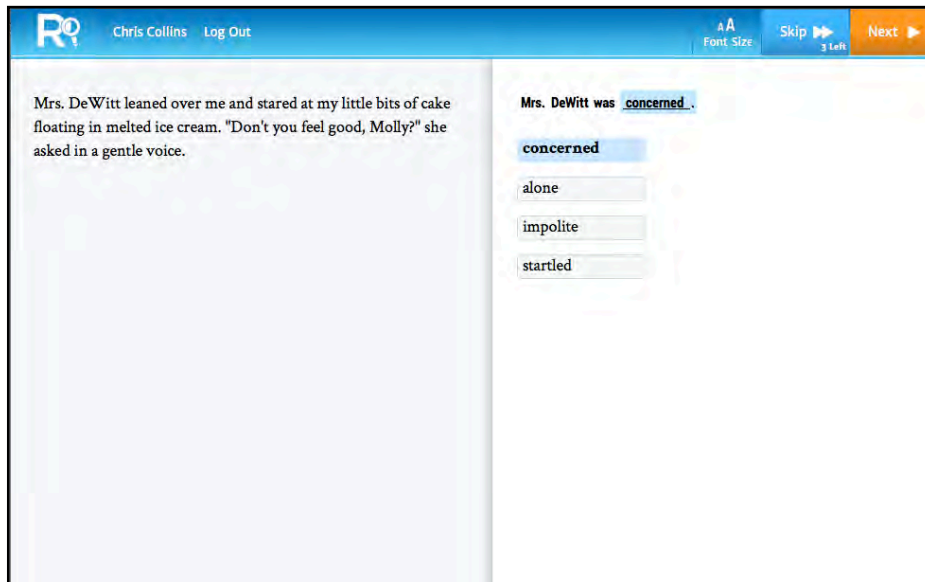 Chris Collins Log Out
AA
Font Size
Skip
3 Left
Next
Mrs. DeWitt leaned over me and stared at my little bits of cake
floating in melted ice cream. "Don't you feel good, Molly?" she
asked in a gentle voice.
Mrs. DeWitt was concerned .
concerned
alone
impolite
startled